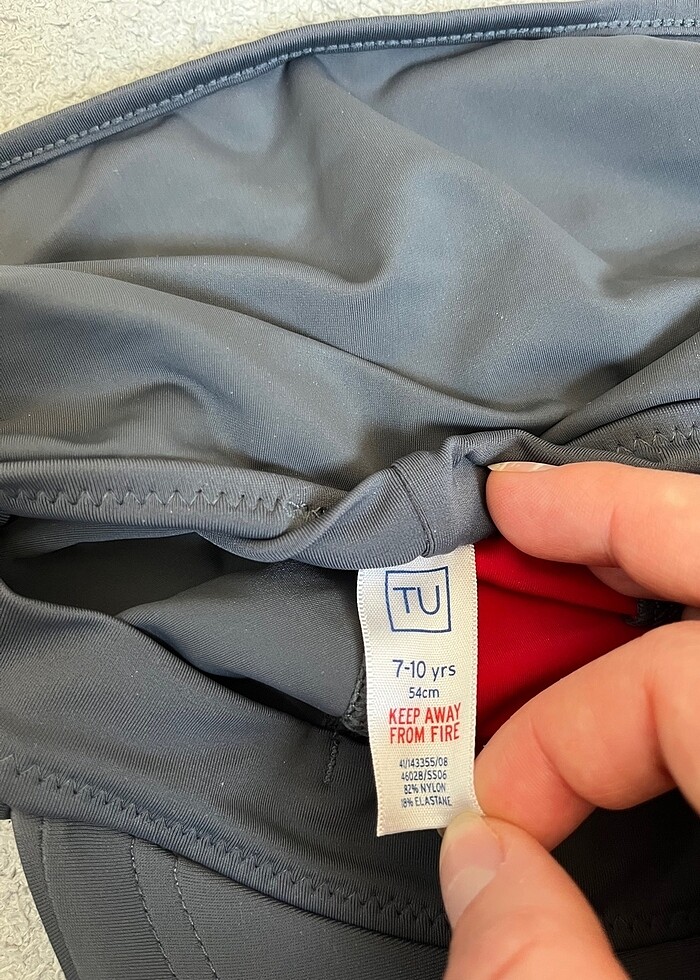 TU
7-10 yrs
54cm
KEEP AWAY
FROM FIRE
41/143355/08
46028/SS06
82% NYLON
18% ELASTANE